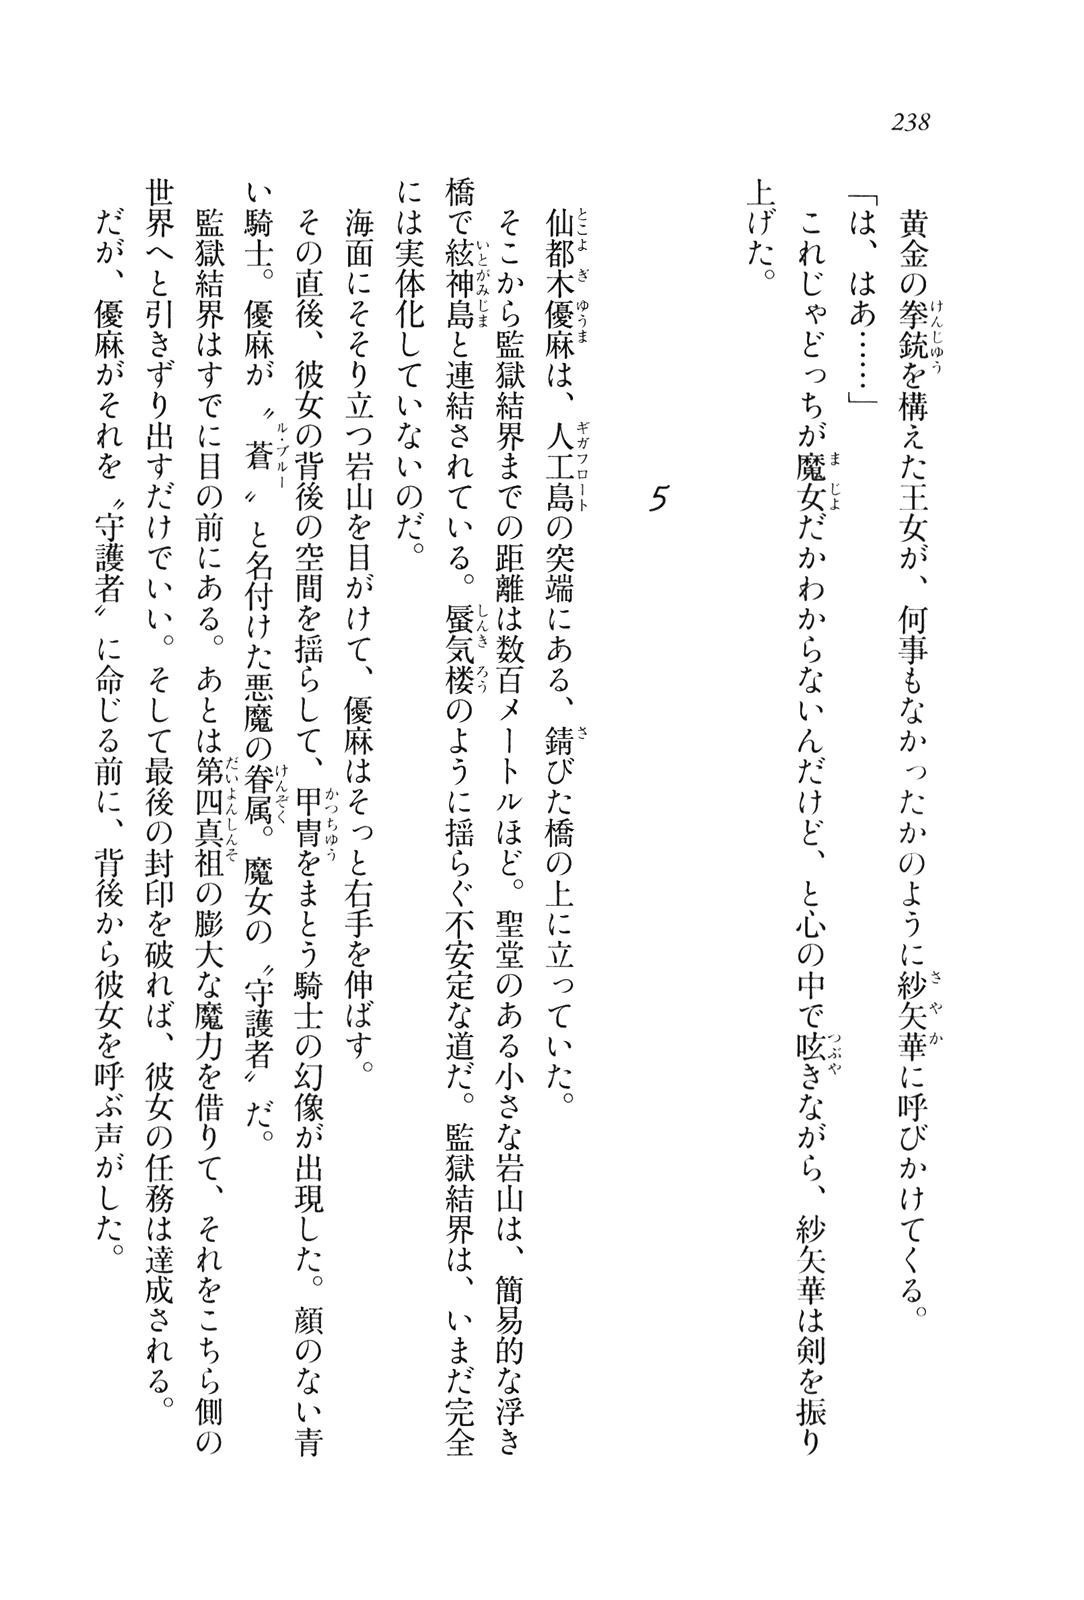 238
黄金の拳銃を構えた王女が、何事もなかったかのように紗矢華に呼びかけてくる。
「は、はあ……」
これじゃどっちが魔女だかわからないんだけど、と心の中で呟きながら、紗矢華は剣を振り
上げた。
5
仙都木優麻は、人工島の突端にある、錆びた橋の上に立っていた。
そこから監獄結界までの距離は数百メートルほど。聖堂のある小さな岩山は、簡易的な浮き
橋で絃神島と連結されている。蜃気楼のように揺らぐ不安定な道だ。監獄結界は、いまだ完全
には実体化していないのだ。
海面にそそり立つ岩山を目がけて、優麻はそっと右手を伸ばす。
その直後、彼女の背後の空間を揺らして、甲冑をまとう騎士の幻像が出現した。顔のない青
い騎士。優麻が〝蒼〟と名付けた悪魔の眷属。魔女の〝守護者〟だ。
監獄結界はすでに目の前にある。あとは第四真祖の膨大な魔力を借りて、それをこちら側の
世界へと引きずり出すだけでいい。そして最後の封印を破れば、彼女の任務は達成される。
だが、優麻がそれを〝守護者〟に命じる前に、背後から彼女を呼ぶ声がした。